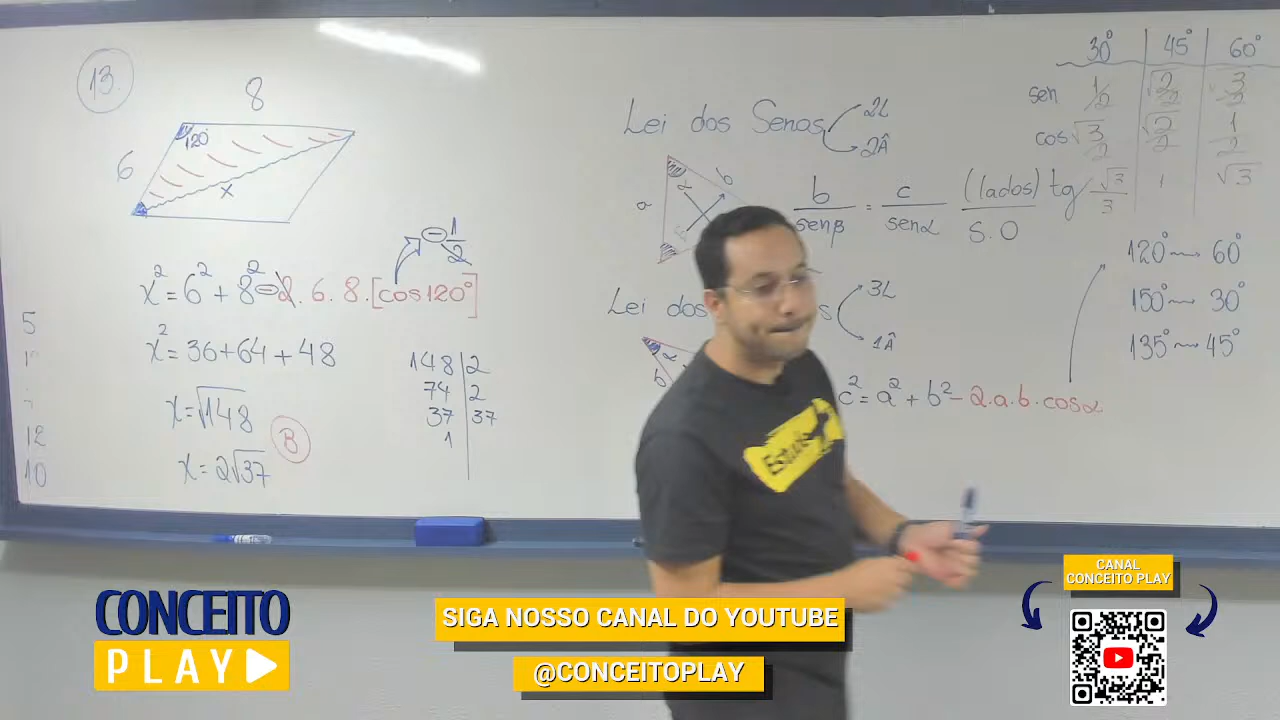 13.
8
120°
6
x
x² = 6² + 8² - 2. 6. 8. [cos120°]
- 1/2
x² = 36+64+48
x = √148
B
x = 2√37
148 | 2
74 | 2
37 | 37
1
5
12
10
Lei dos Senos
2L
2Â
a
α
b
b/senβ = c/senα
(lados)
S. O
Lei dos
s
3L
1Â
α
b
c² = a² + b² - 2.a.b. cosα
30° 45° 60°
sen 1/2 √2/2 √3/2
cos √3/2 √2/2 1/2
tg √3/3 1 √3
120° 60°
150° 30°
135° 45°
Estude
CONCEITO
PLAY
SIGA NOSSO CANAL DO YOUTUBE
@CONCEITOPLAY
CANAL
CONCEITO PLAY